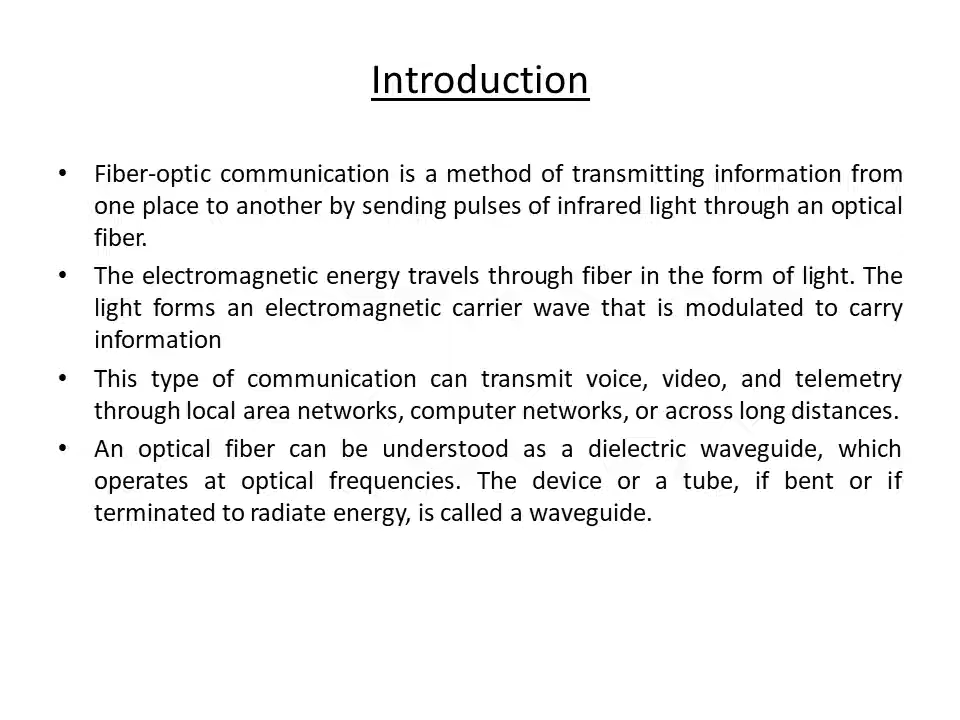 Introduction
• Fiber-optic communication is a method of transmitting information from
one place to another by sending pulses of infrared light through an optical
fiber.
• The electromagnetic energy travels through fiber in the form of light. The
light forms an electromagnetic carrier wave that is modulated to carry
information
• This type of communication can transmit voice, video, and telemetry
through local area networks, computer networks, or across long distances.
• An optical fiber can be understood as a dielectric waveguide, which
operates at optical frequencies. The device or a tube, if bent or if
terminated to radiate energy, is called a waveguide.